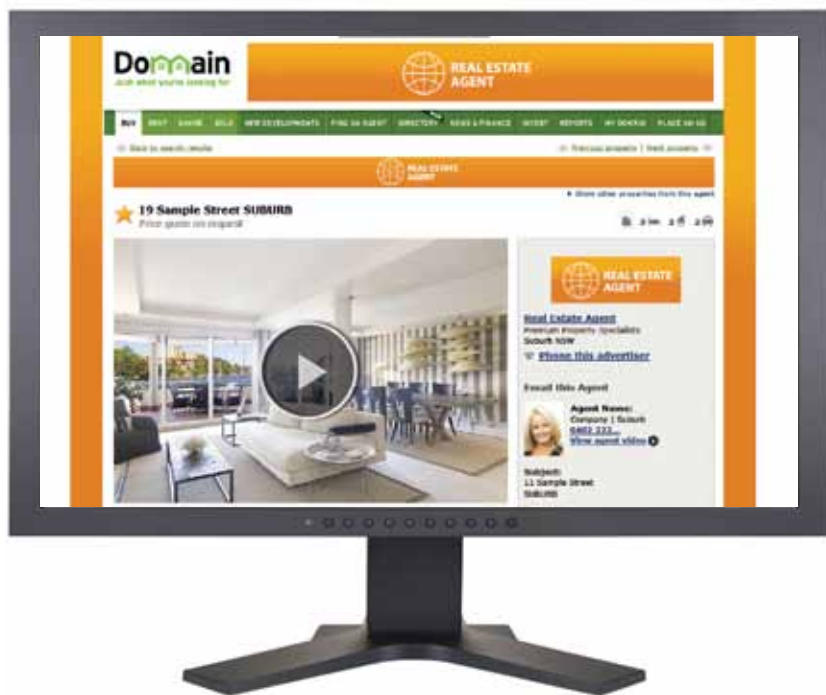 Domain
Just what you're looking for
REAL ESTATE
AGENT
BUY RENT SHARE SOLD NEW DEVELOPMENTS FIND AN AGENT DIRECTORY NEWS & FINANCE INVEST REPORTS MY DOMAIN PLACE AN AD
Back to search results
Previous property | Next property
REAL ESTATE
AGENT
Show other properties from this agent
19 Sample Street SUBURB
Price guide on request
REAL ESTATE
AGENT
Real Estate Agent
Premium Property Specialists
Suburb NSW
Phone this advertiser
Email this Agent
Agent Name:
Company | Suburb
0402 222...
View agent video
Subject:
11 Sample Street
SUBURB